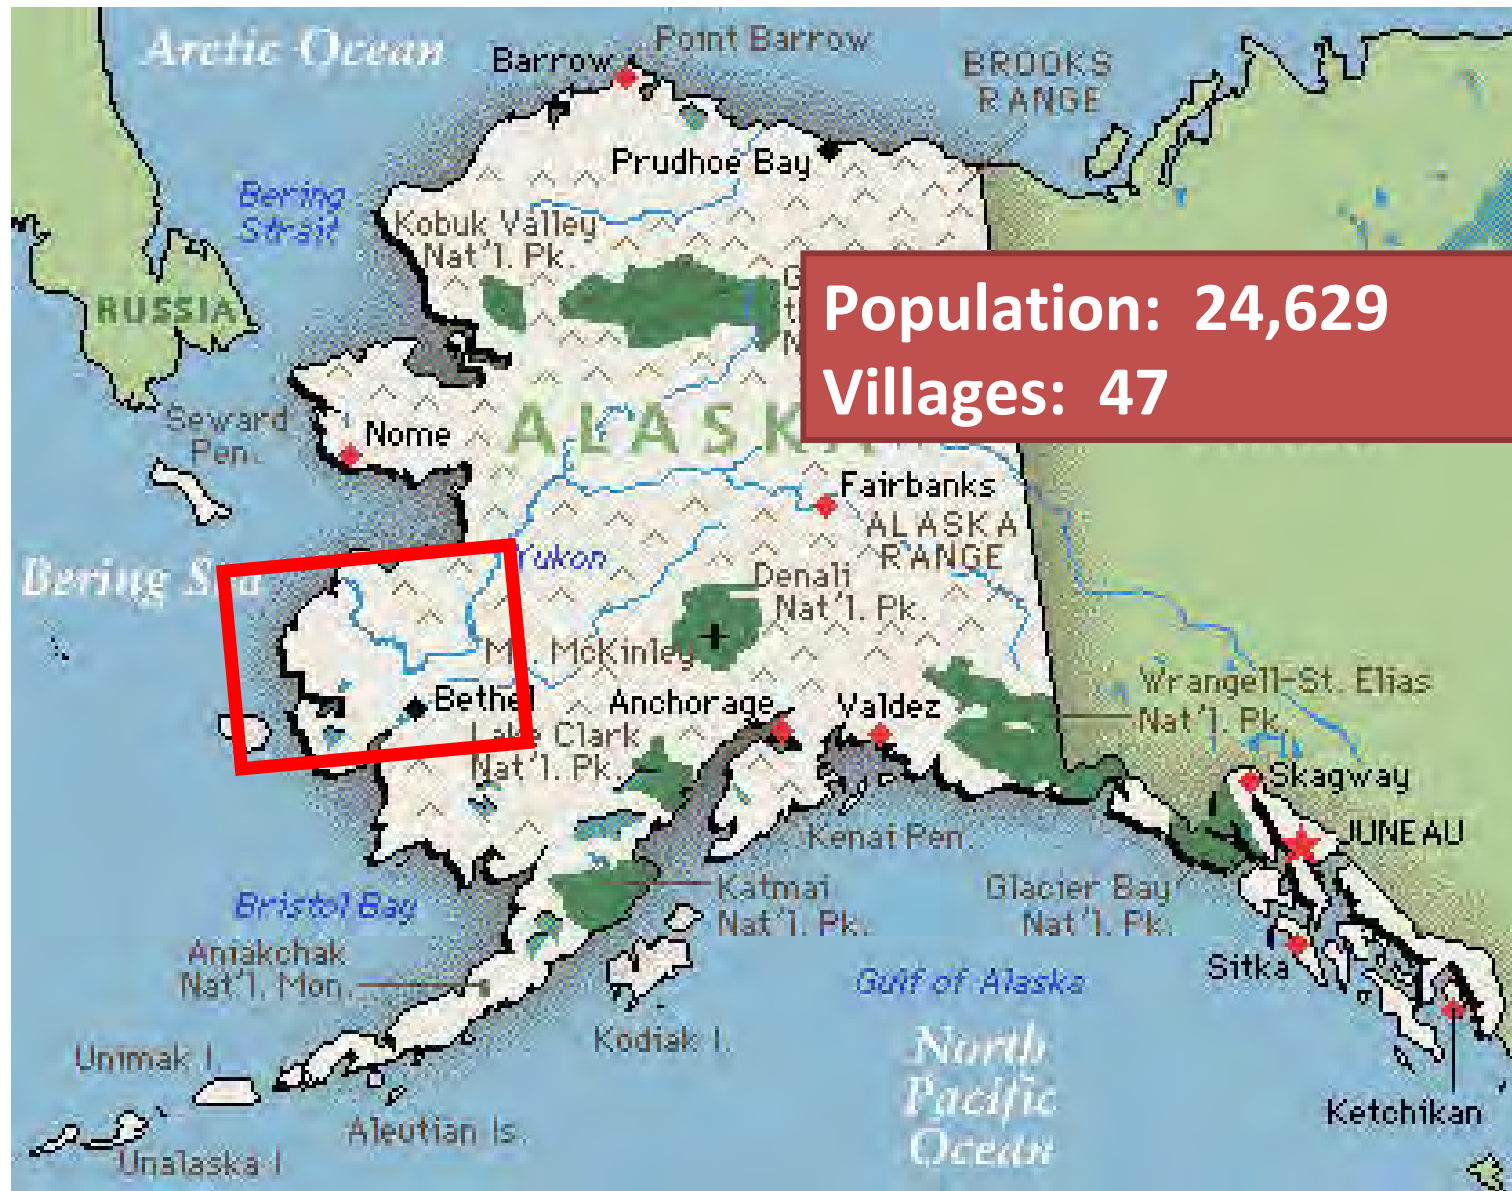 Arctic Ocean
Barrow
Point Barrow
BROOKS
RANGE
Prudhoe Bay
Bering
Strait
Kobuk Valley
Nat'l. Pk.
RUSSIA
Population: 24,629
Villages: 47
ALASKA
Seward
Pen.
Nome
Fairbanks
ALASKA
RANGE
Bering Sea
Yukon
Denali
Nat'l. Pk.
Mt. McKinley
Bethel
Anchorage
Valdez
Wrangell-St. Elias
Nat'l. Pk.
Lake Clark
Nat'l. Pk.
Skagway
JUNEAU
Kenai Pen.
Katmai
Nat'l. Pk.
Glacier Bay
Nat'l. Pk.
Bristol Bay
Aniakchak
Nat'l. Mon.
Sitka
Gulf of Alaska
Kodiak I.
North
Pacific
Ocean
Unimak I.
Ketchikan
Aleutian Is.
Unalaska I